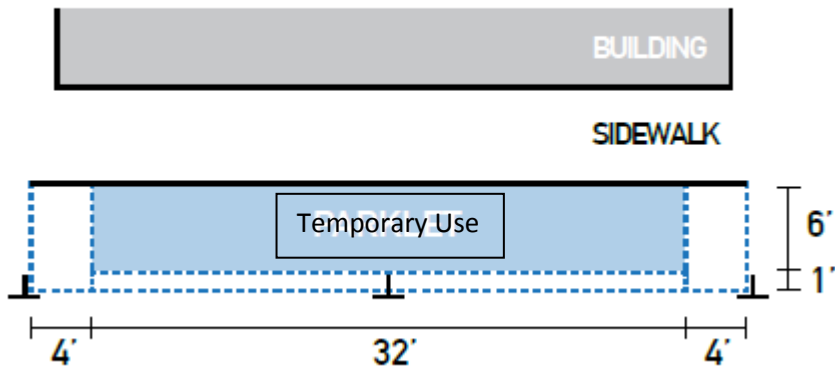 BUILDING
SIDEWALK
Temporary Use
6'
1'
4'
32'
4'